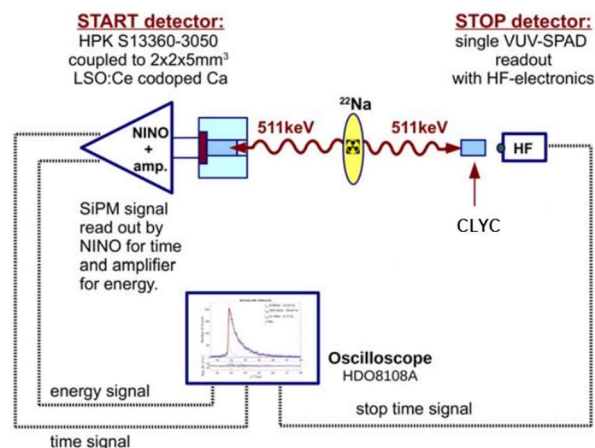 START detector:
HPK S13360-3050
coupled to 2x2x5mm³
LSO:Ce codoped Ca
STOP detector:
single VUV-SPAD
readout
with HF-electronics
²²Na
511keV
511keV
NINO
+
amp.
HF
CLYC
SiPM signal
read out by
NINO for time
and amplifier
for energy.
Oscilloscope
HDO8108A
energy signal
stop time signal
time signal